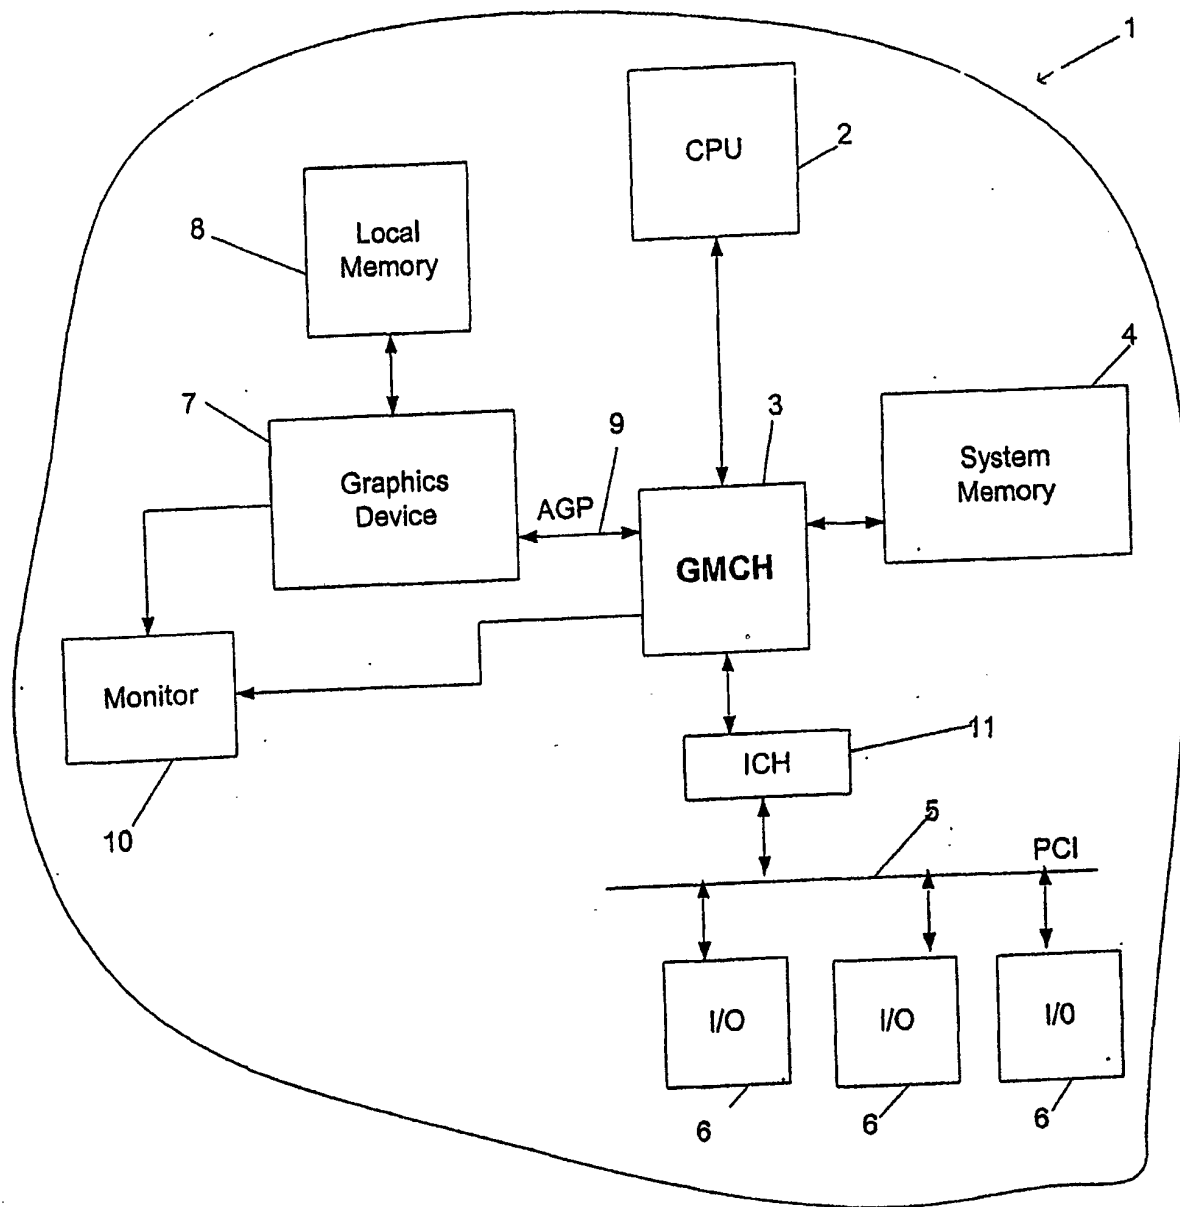 1
CPU
2
Local
Memory
8
4
System
Memory
7
Graphics
Device
9
AGP
3
GMCH
Monitor
10
ICH
11
5
PCI
I/O
I/O
I/0
6
6
6